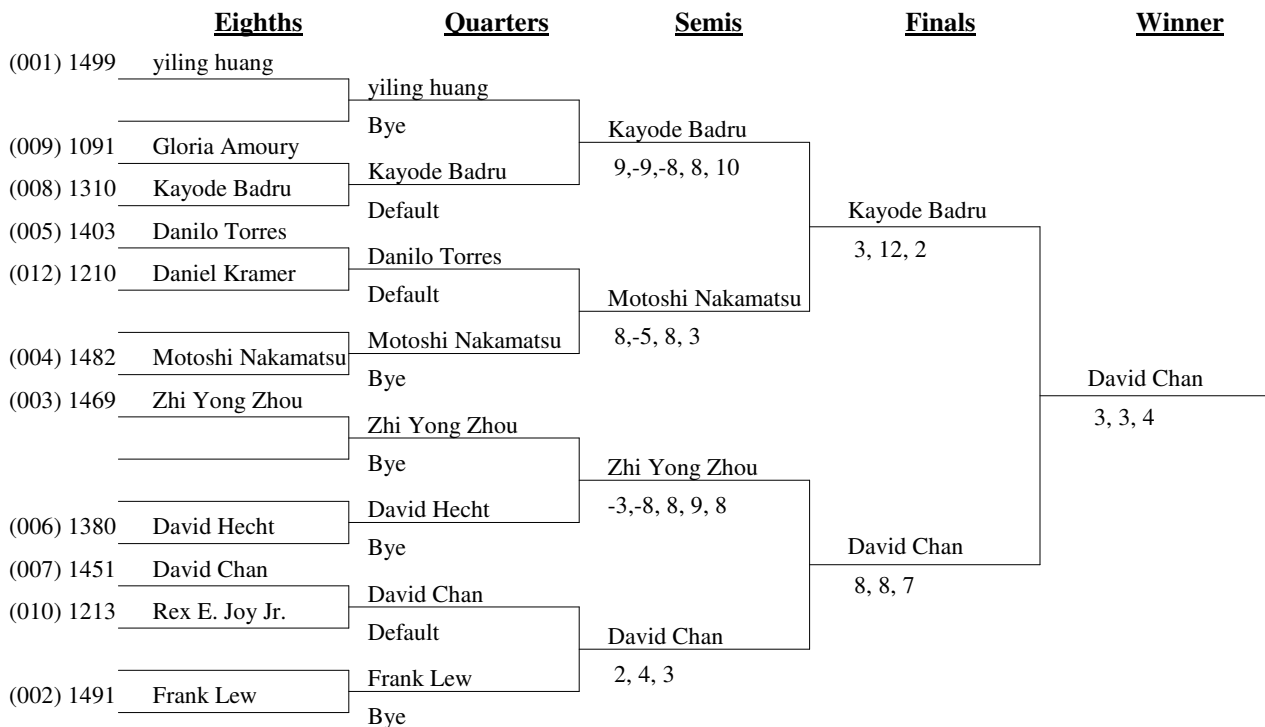 Eighths Quarters Semis Finals Winner
(001) 1499 yiling huang
yiling huang
Bye
Kayode Badru
(009) 1091 Gloria Amoury
9,-9,-8, 8, 10
Kayode Badru
(008) 1310 Kayode Badru
Default
Kayode Badru
(005) 1403 Danilo Torres
3, 12, 2
Danilo Torres
(012) 1210 Daniel Kramer
Default
Motoshi Nakamatsu
8,-5, 8, 3
Motoshi Nakamatsu
(004) 1482 Motoshi Nakamatsu
Bye
David Chan
(003) 1469 Zhi Yong Zhou
3, 3, 4
Zhi Yong Zhou
Bye
Zhi Yong Zhou
-3,-8, 8, 9, 8
David Hecht
(006) 1380 David Hecht
Bye
David Chan
(007) 1451 David Chan
8, 8, 7
David Chan
(010) 1213 Rex E. Joy Jr.
Default
David Chan
2, 4, 3
Frank Lew
(002) 1491 Frank Lew
Bye